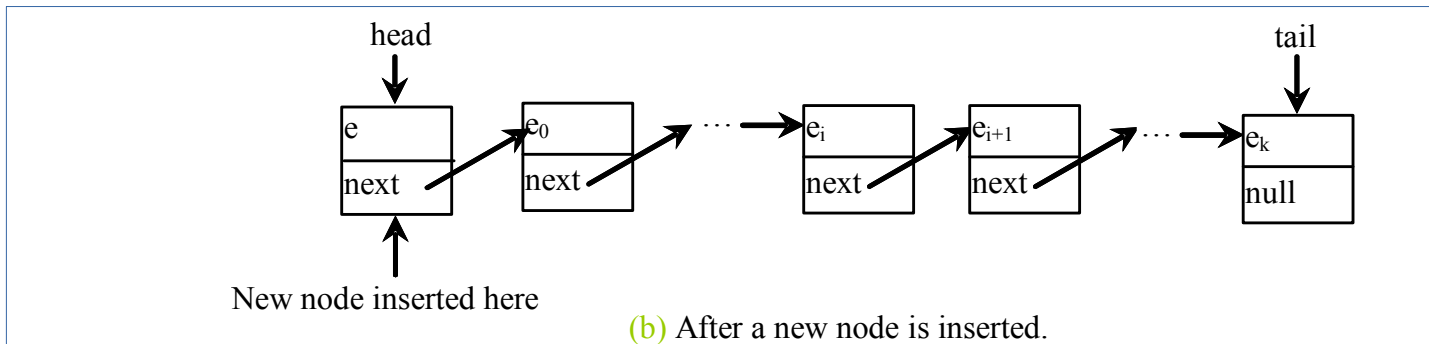 head tail
e e₀ … eᵢ eᵢ₊₁ … eₖ
next next next next null
New node inserted here
(b) After a new node is inserted.